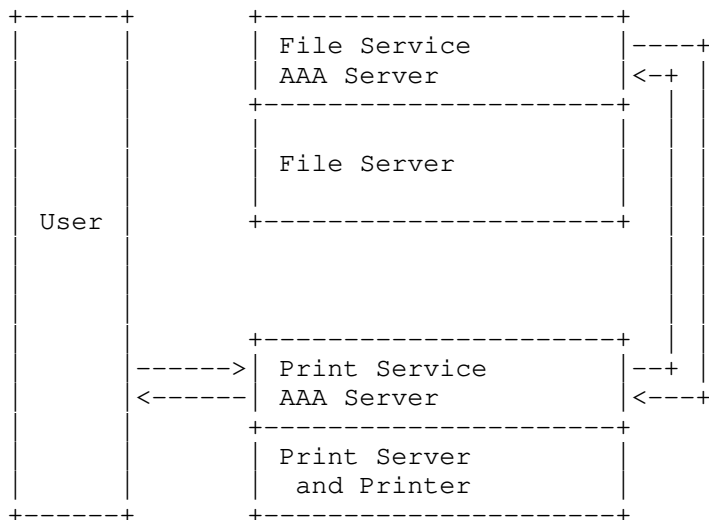 File Service
AAA Server
File Server
User
Print Service
AAA Server
Print Server
and Printer